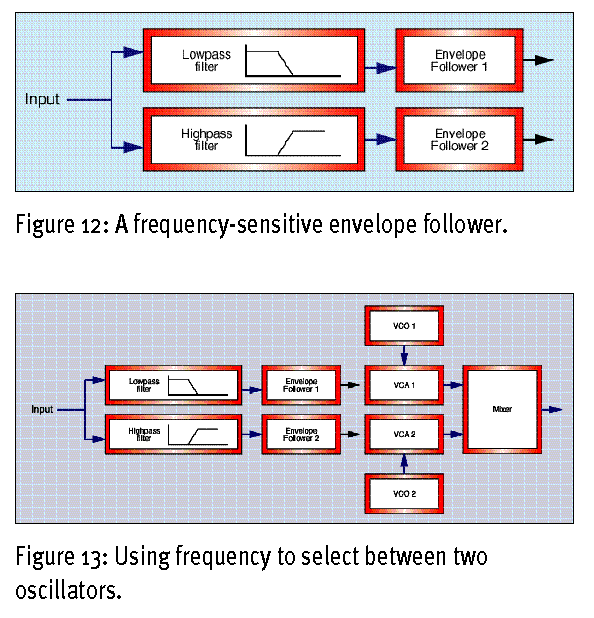 Lowpass
filter
Envelope
Follower 1
Input
Highpass
filter
Envelope
Follower 2
Figure 12: A frequency-sensitive envelope follower.
VCO 1
Lowpass
filter
Envelope
Follower 1
VCA 1
Input
Mixer
Highpass
filter
Envelope
Follower 2
VCA 2
VCO 2
Figure 13: Using frequency to select between two
oscillators.